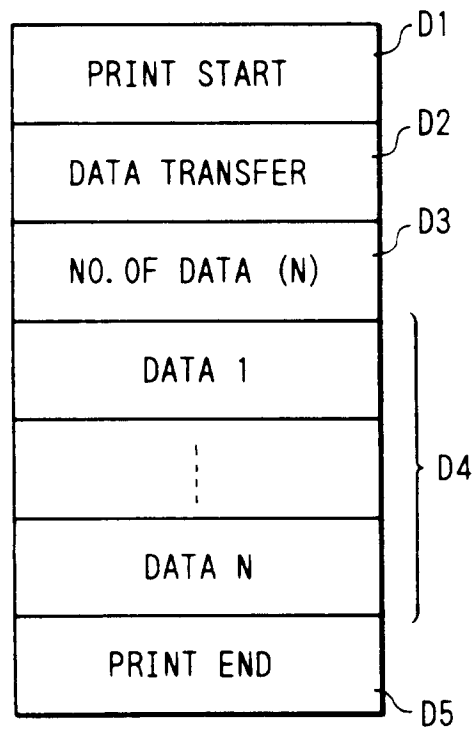 D1
PRINT START
D2
DATA TRANSFER
D3
NO. OF DATA (N)
DATA 1
D4
DATA N
PRINT END
D5